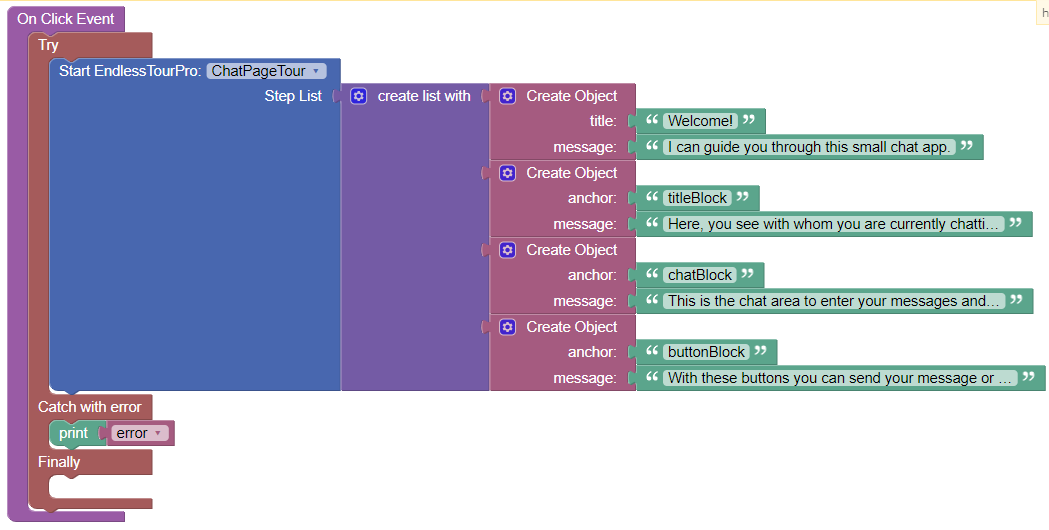 On Click Event
h
Try
Start EndlessTourPro: ChatPageTour
Step List create list with Create Object
title: “ Welcome! ”
message: “ I can guide you through this small chat app. ”
Create Object
anchor: “ titleBlock ”
message: “ Here, you see with whom you are currently chatti... ”
Create Object
anchor: “ chatBlock ”
message: “ This is the chat area to enter your messages and... ”
Create Object
anchor: “ buttonBlock ”
message: “ With these buttons you can send your message or ... ”
Catch with error
print error
Finally